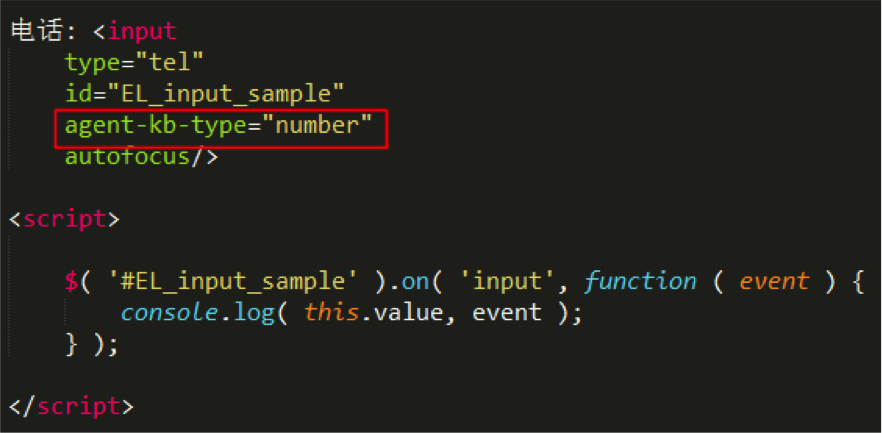 电话: <input
type="tel"
id="EL_input_sample"
agent-kb-type="number"
autofocus/>
<script>
$( '#EL_input_sample' ).on( 'input', function ( event ) {
console.log( this.value, event );
} );
</script>